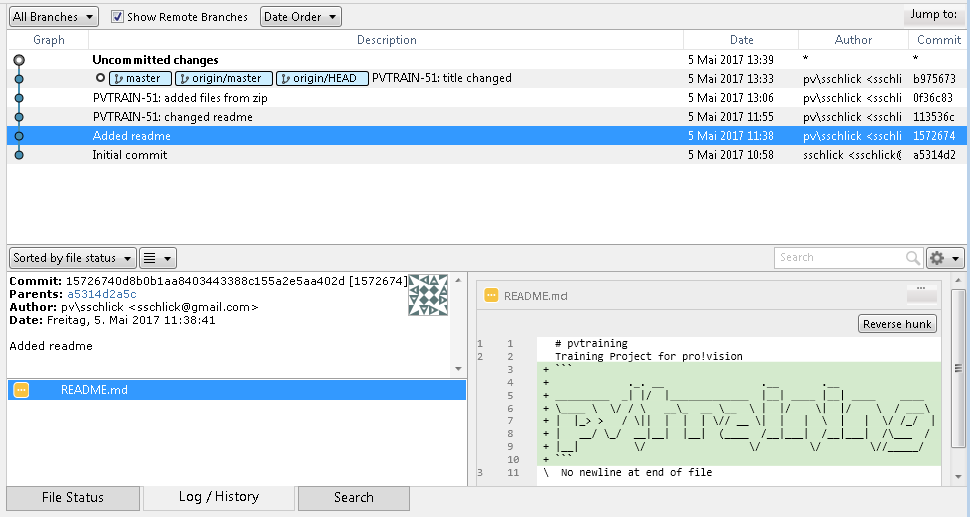 All Branches Show Remote Branches Date Order Jump to:
Graph Description Date Author Commit
Uncommitted changes 5 Mai 2017 13:39 * *
master origin/master origin/HEAD PVTRAIN-51: title changed 5 Mai 2017 13:33 pv\sschlick <sschli b975673
PVTRAIN-51: added files from zip 5 Mai 2017 13:06 pv\sschlick <sschli 0f36c83
PVTRAIN-51: changed readme 5 Mai 2017 11:55 pv\sschlick <sschli 113536c
Added readme 5 Mai 2017 11:38 pv\sschlick <sschli 1572674
Initial commit 5 Mai 2017 10:58 sschlick <sschlick@ a5314d2
Sorted by file status Search
Commit: 15726740d8b0b1aa8403443388c155a2e5aa402d [1572674]
Parents: a5314d2a5c
Author: pv\sschlick <sschlick@gmail.com>
Date: Freitag, 5. Mai 2017 11:38:41
Added readme
README.md
README.md
Reverse hunk
1 1 # pvtraining
2 2 Training Project for pro!vision
3 + ```
4 +
5 +
6 +
7 +
8 +
9 +
10 + ```
3 11 \ No newline at end of file
File Status Log / History Search